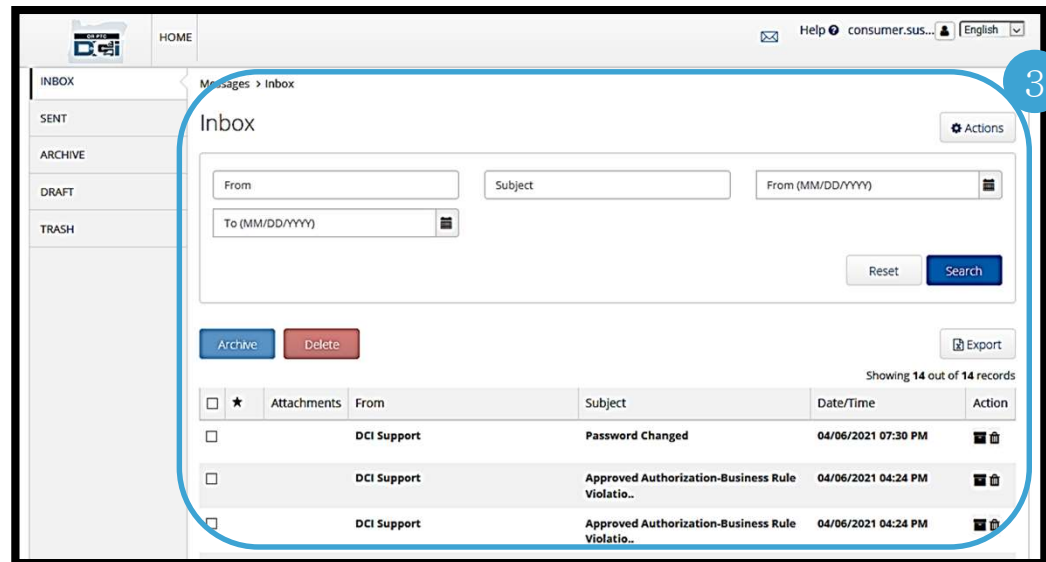 OR PTC
DCi
HOME
Help
consumer.sus...
English
INBOX
SENT
ARCHIVE
DRAFT
TRASH
Messages > Inbox
3
Inbox
Actions
From
Subject
From (MM/DD/YYYY)
To (MM/DD/YYYY)
Reset
Search
Archive
Delete
Export
Showing 14 out of 14 records
Attachments From Subject Date/Time Action
DCI Support Password Changed 04/06/2021 07:30 PM
DCI Support Approved Authorization-Business Rule 04/06/2021 04:24 PM
Violatio..
DCI Support Approved Authorization-Business Rule 04/06/2021 04:24 PM
Violatio..